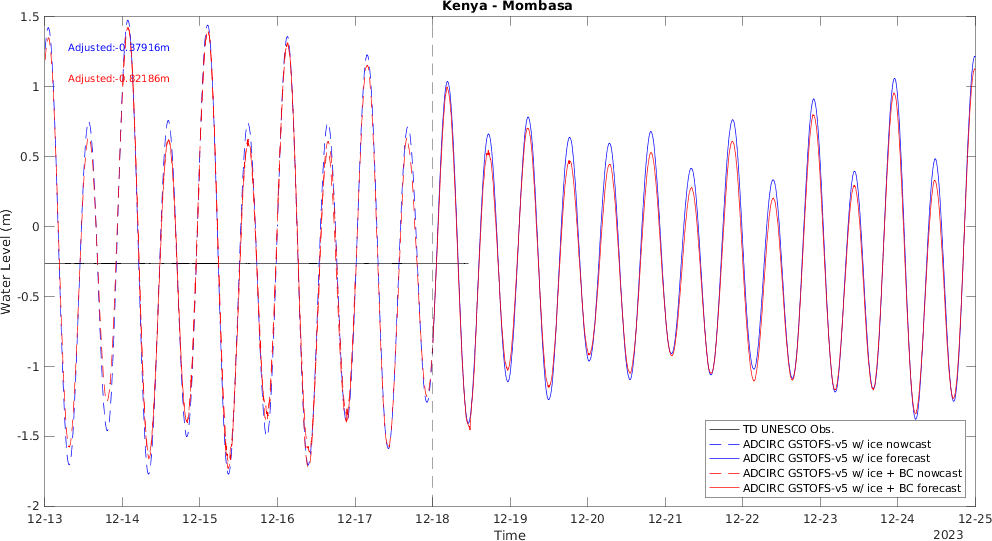 Kenya - Mombasa
Adjusted:-0.37916m
Adjusted:-0.82186m
Water Level (m)
1.5
1
0.5
0
-0.5
-1
-1.5
-2
TD UNESCO Obs.
ADCIRC GSTOFS-v5 w/ ice nowcast
ADCIRC GSTOFS-v5 w/ ice forecast
ADCIRC GSTOFS-v5 w/ ice + BC nowcast
ADCIRC GSTOFS-v5 w/ ice + BC forecast
12-13 12-14 12-15 12-16 12-17 12-18 12-19 12-20 12-21 12-22 12-23 12-24 12-25
Time
2023